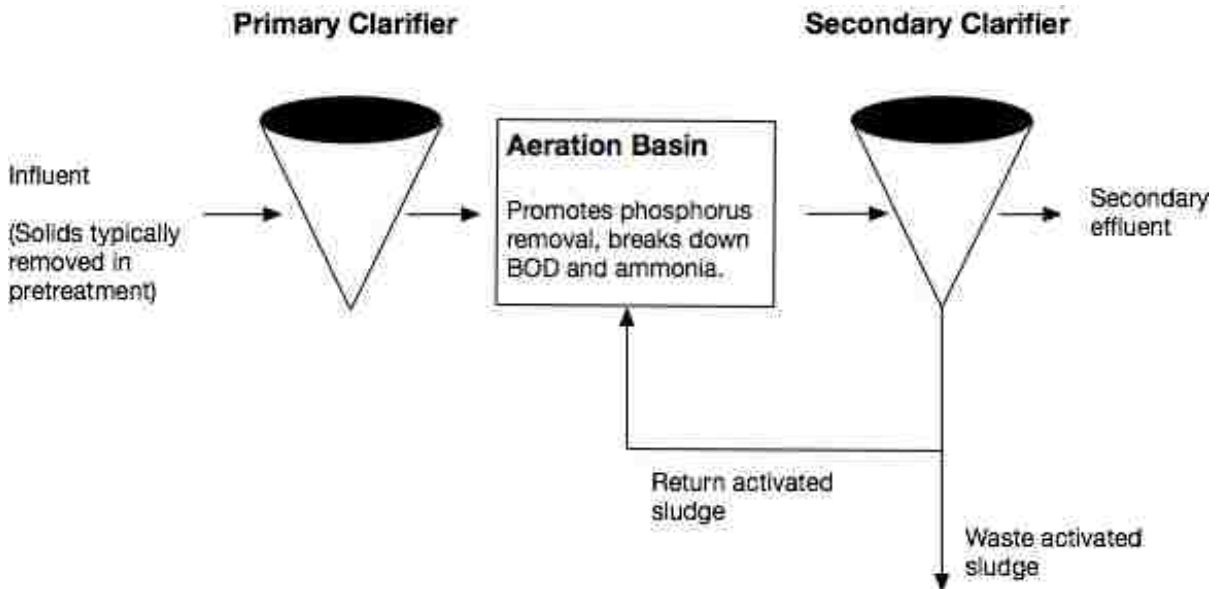 Primary Clarifier
Secondary Clarifier
Influent
(Solids typically
removed in
pretreatment)
Aeration Basin
Promotes phosphorus
removal, breaks down
BOD and ammonia.
Secondary
effluent
Return activated
sludge
Waste activated
sludge